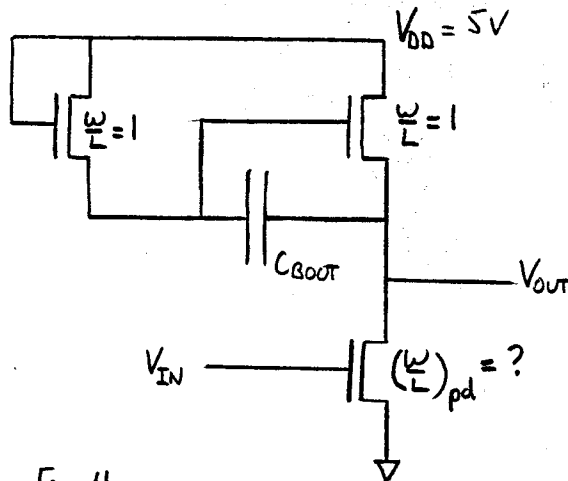 V_DD = 5V
W/L = 1
W/L = 1
C_BOOT
V_OUT
V_IN
(W/L)_pd = ?